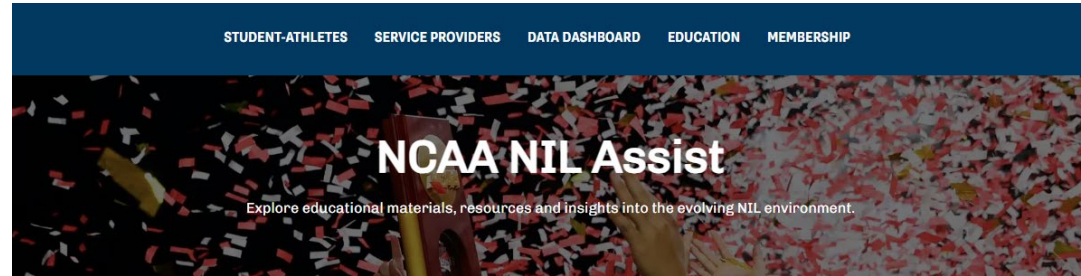 STUDENT-ATHLETES SERVICE PROVIDERS DATA DASHBOARD EDUCATION MEMBERSHIP
NCAA NIL Assist
Explore educational materials, resources and insights into the evolving NIL environment.